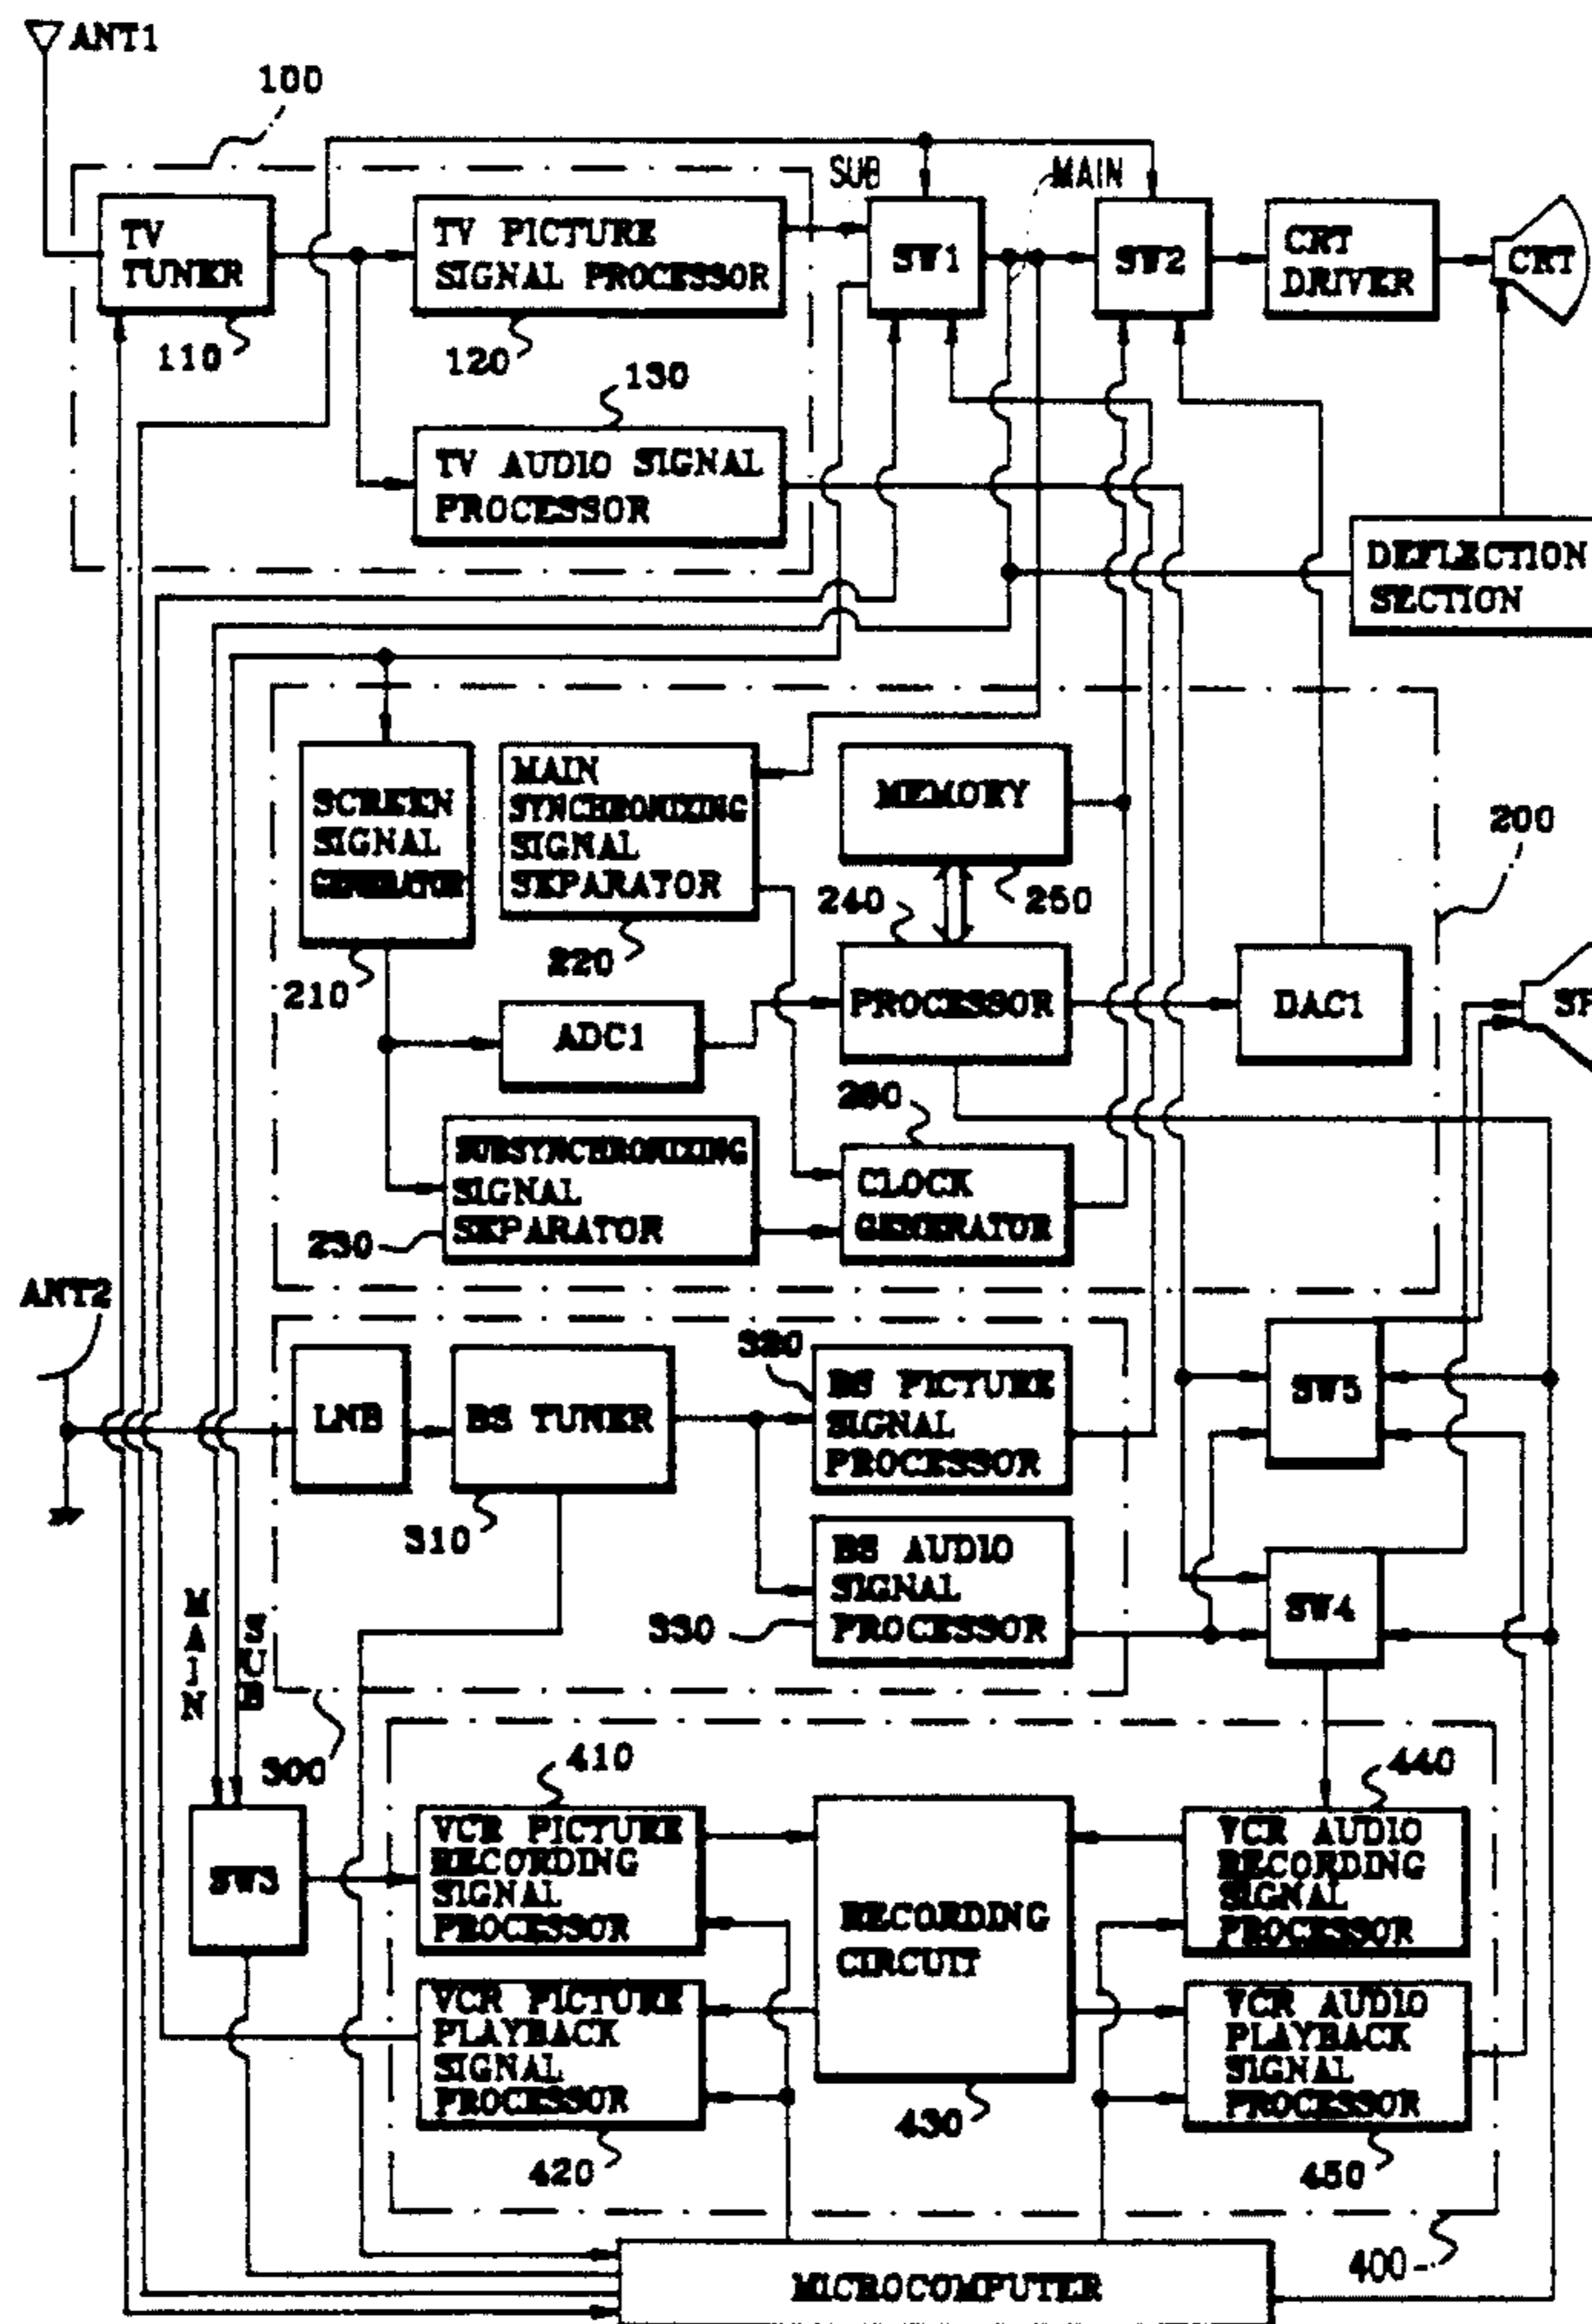 ANT1
100
SUB
MAIN
TV
TUNER
TV PICTURE
SIGNAL PROCESSOR
SW1
SW2
CRT
DRIVER
CRT
110
120
130
TV AUDIO SIGNAL
PROCESSOR
DEFLECTION
SECTION
SCREEN
SIGNAL
GENERATOR
MAIN
SYNCHRONIZING
SIGNAL
SEPARATOR
MEMORY
200
240
250
220
210
PROCESSOR
DAC1
ADC1
260
SUBSYNCHRONIZING
SIGNAL
SEPARATOR
CLOCK
GENERATOR
230
ANT2
320
LNB
BS TUNER
BS PICTURE
SIGNAL
PROCESSOR
SW5
310
BS AUDIO
SIGNAL
PROCESSOR
SW4
330
MAIN
SUB
300
410
440
VCR PICTURE
RECORDING
SIGNAL
PROCESSOR
SW3
RECORDING
CIRCUIT
VCR AUDIO
RECORDING
SIGNAL
PROCESSOR
VCR PICTURE
PLAYBACK
SIGNAL
PROCESSOR
VCR AUDIO
PLAYBACK
SIGNAL
PROCESSOR
430
420
450
400
MICROCOMPUTER